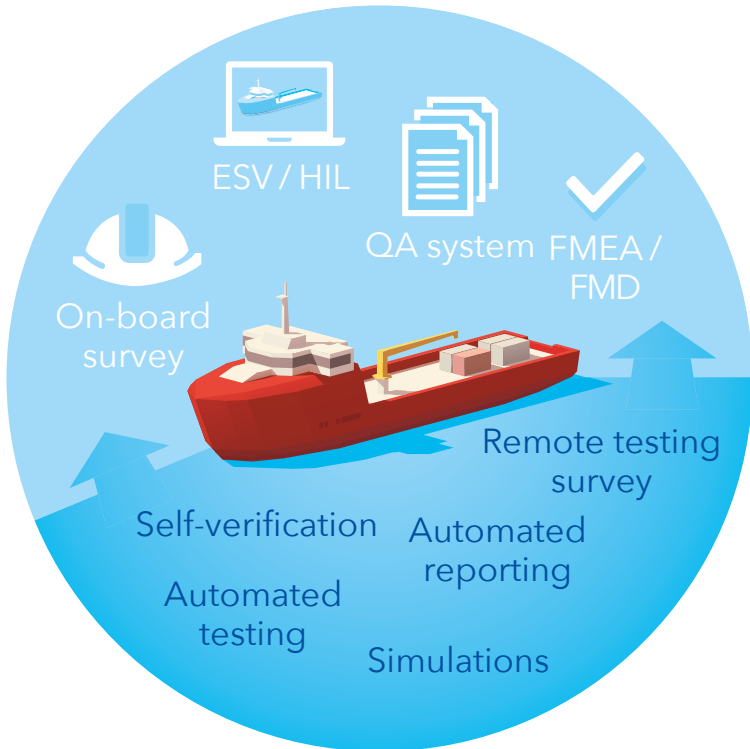 ESV / HIL
QA system
FMEA /
FMD
On-board
survey
Remote testing
survey
Self-verification
Automated
reporting
Automated
testing
Simulations